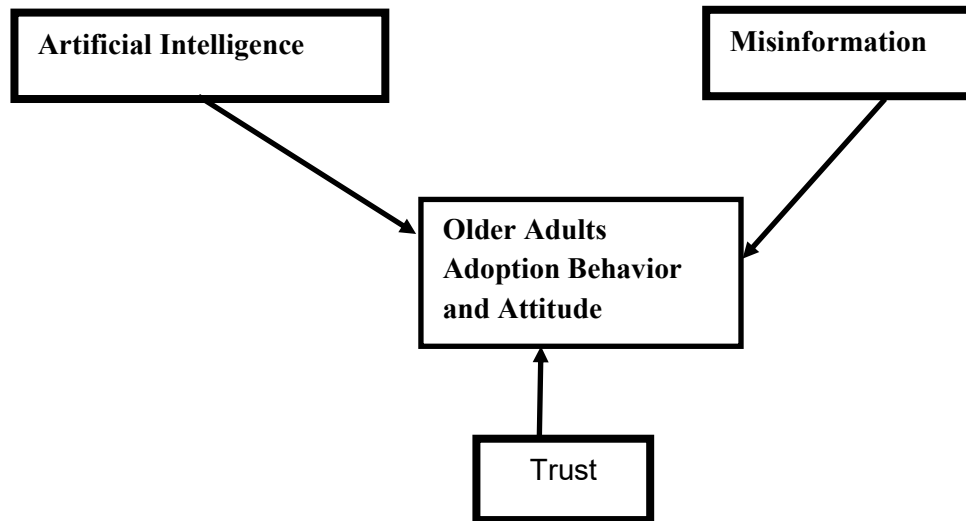 Artificial Intelligence
Misinformation
Older Adults
Adoption Behavior
and Attitude
Trust